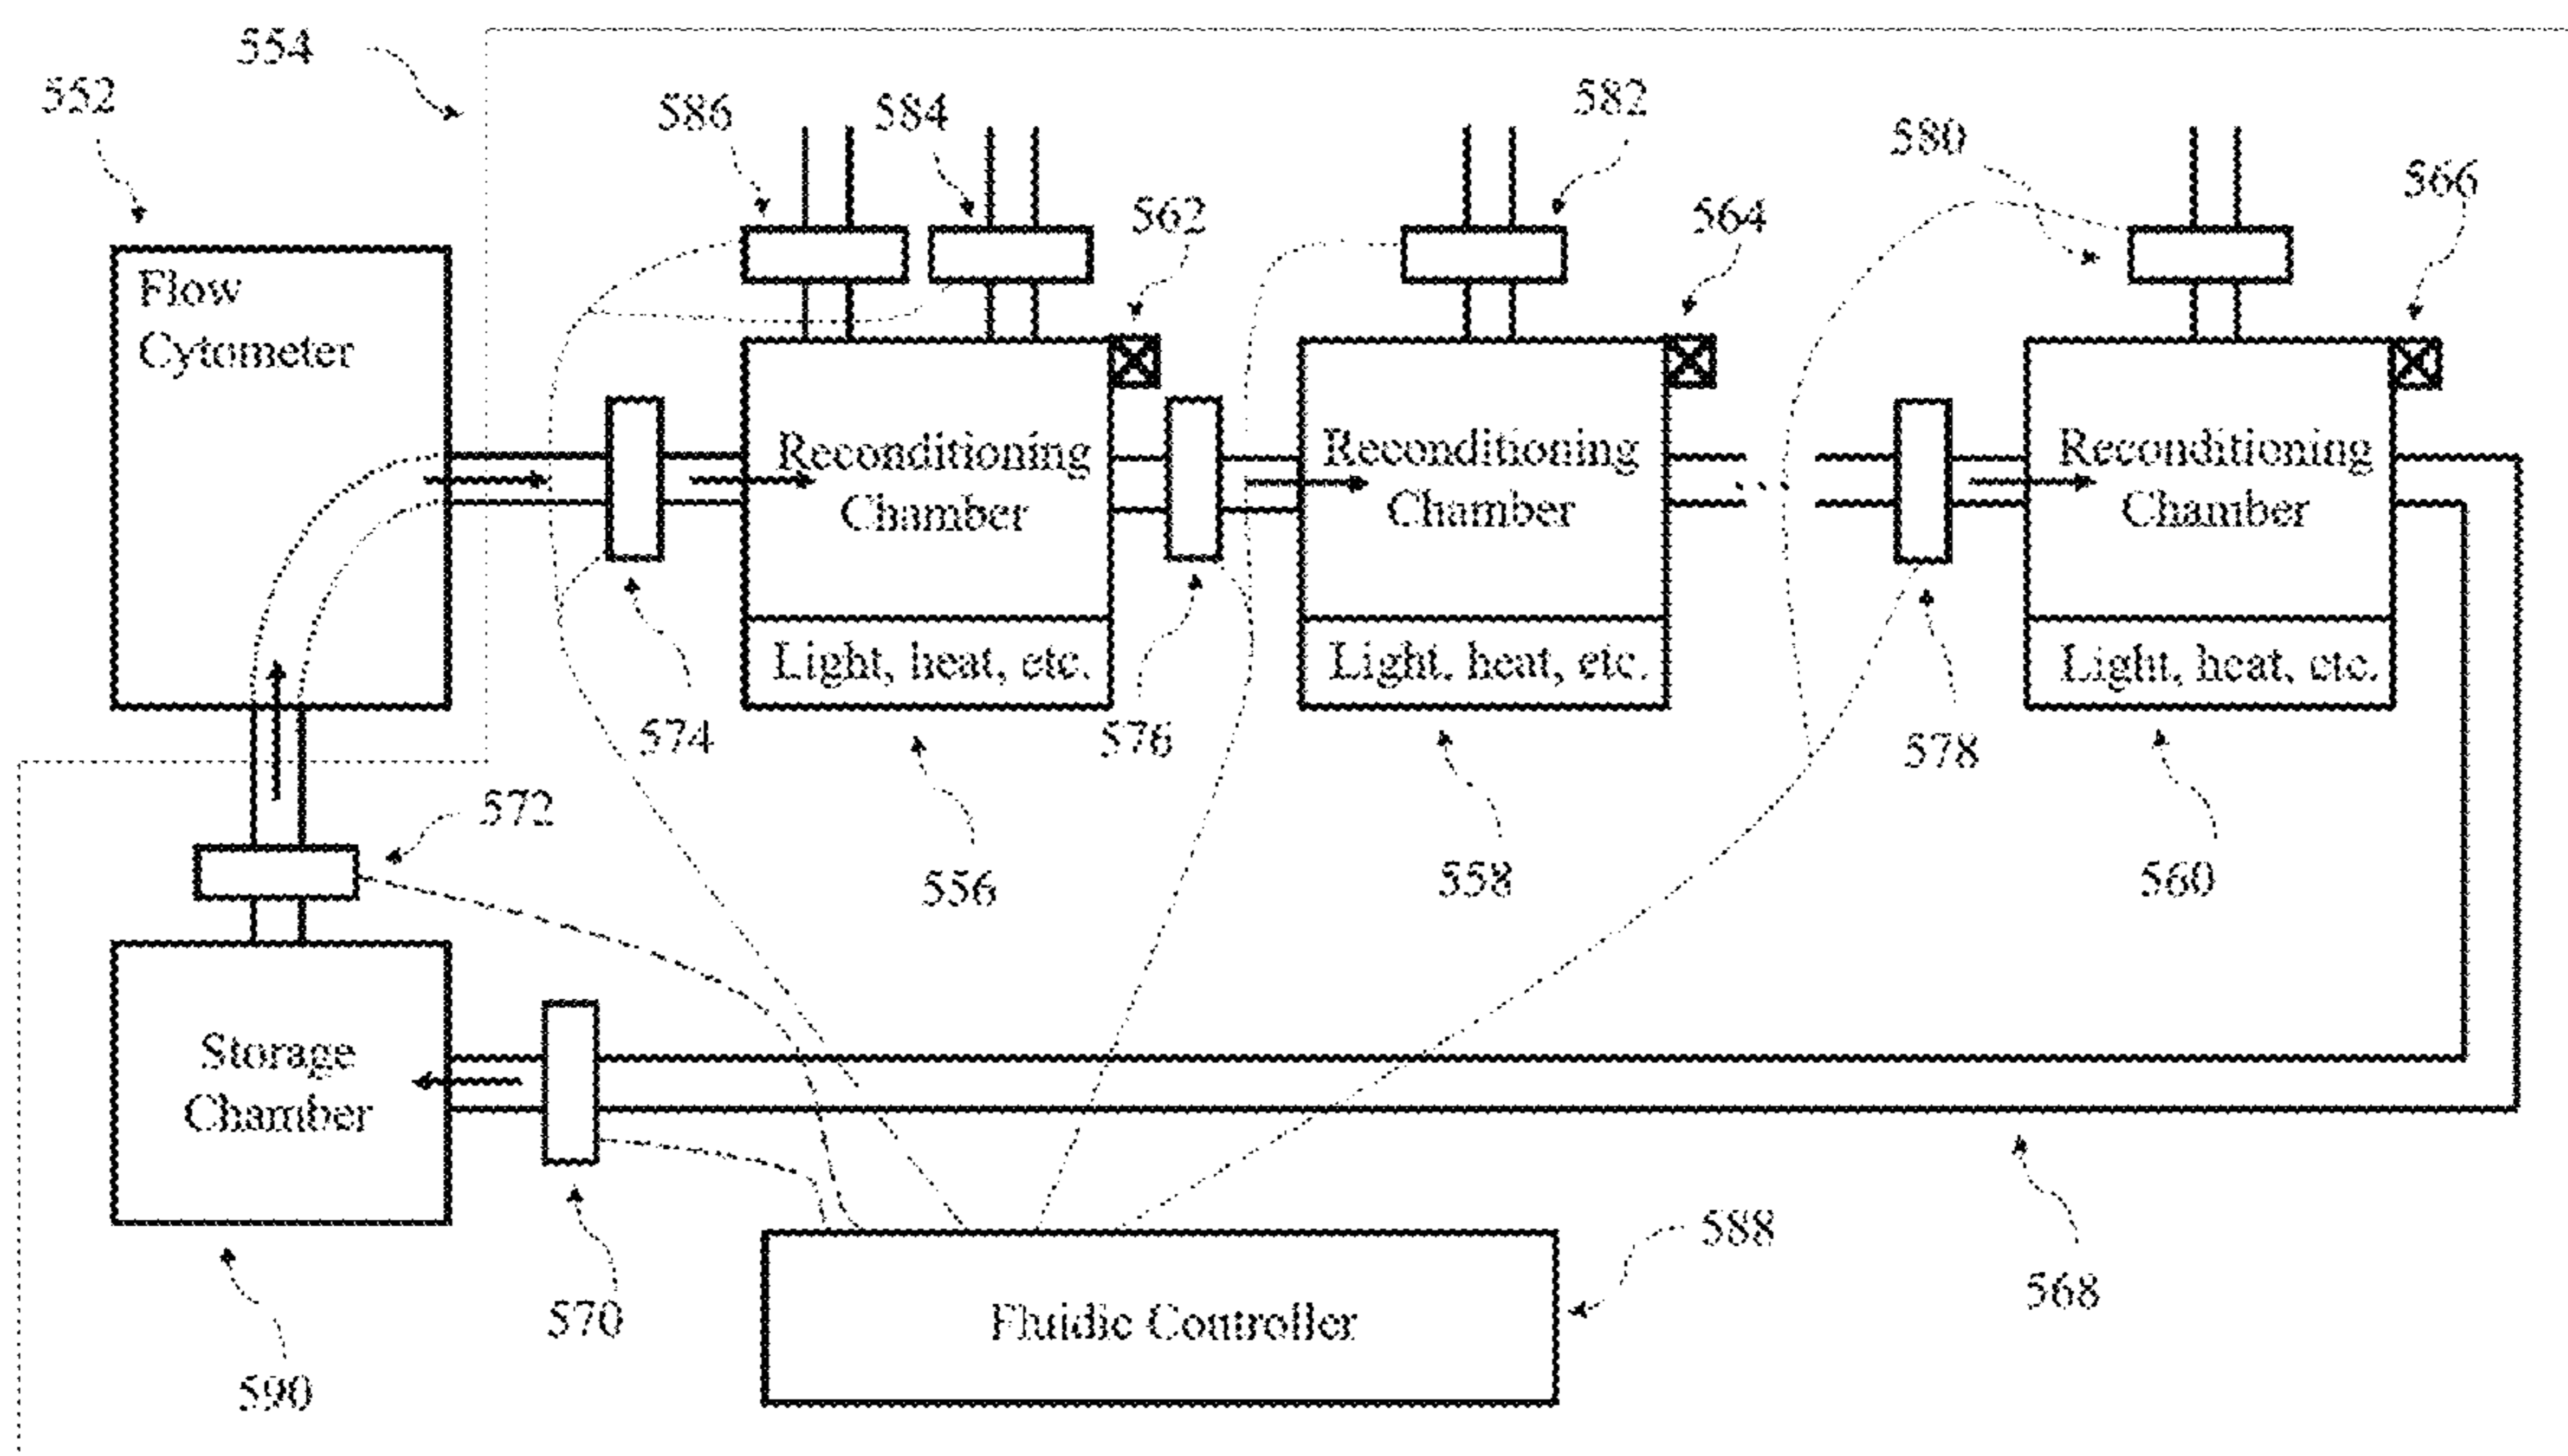 554
552
586
584
582
580
566
562
564
Flow
Cytometer
Reconditioning
Chamber
Reconditioning
Chamber
Reconditioning
Chamber
Light, heat, etc.
Light, heat, etc.
Light, heat, etc.
574
576
578
572
556
558
560
Storage
Chamber
588
568
570
Fluidic Controller
590